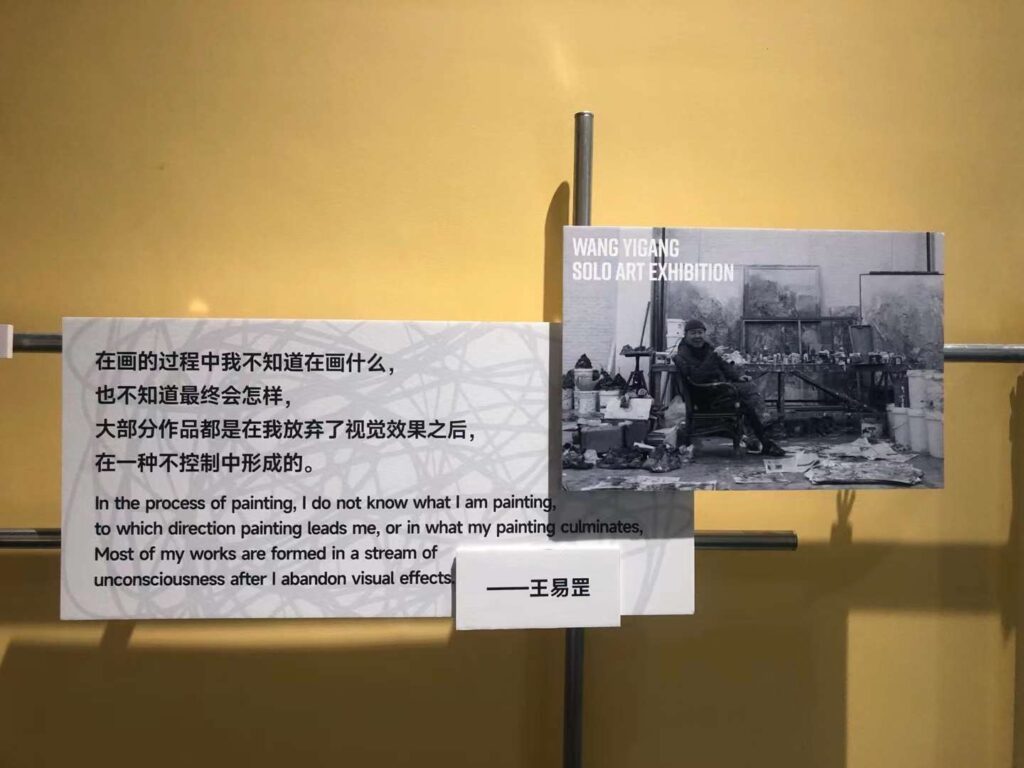 WANG YIGANG
SOLO ART EXHIBITION
在画的过程中我不知道在画什么，
也不知道最终会怎样，
大部分作品都是在我放弃了视觉效果之后，
在一种不控制中形成的。
In the process of painting, I do not know what I am painting,
to which direction painting leads me, or in what my painting culminates,
Most of my works are formed in a stream of
unconsciousness after I abandon visual effects.
——王易罡